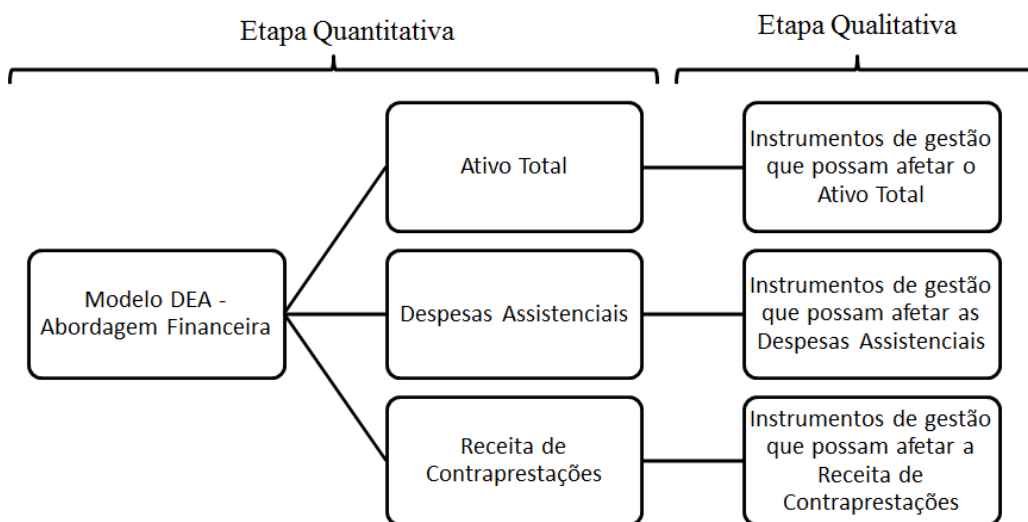 Etapa Quantitativa
Etapa Qualitativa
Modelo DEA -
Abordagem Financeira
Ativo Total
Instrumentos de gestão
que possam afetar o
Ativo Total
Despesas Assistenciais
Instrumentos de gestão
que possam afetar as
Despesas Assistenciais
Receita de
Contraprestações
Instrumentos de gestão
que possam afetar a
Receita de
Contraprestações